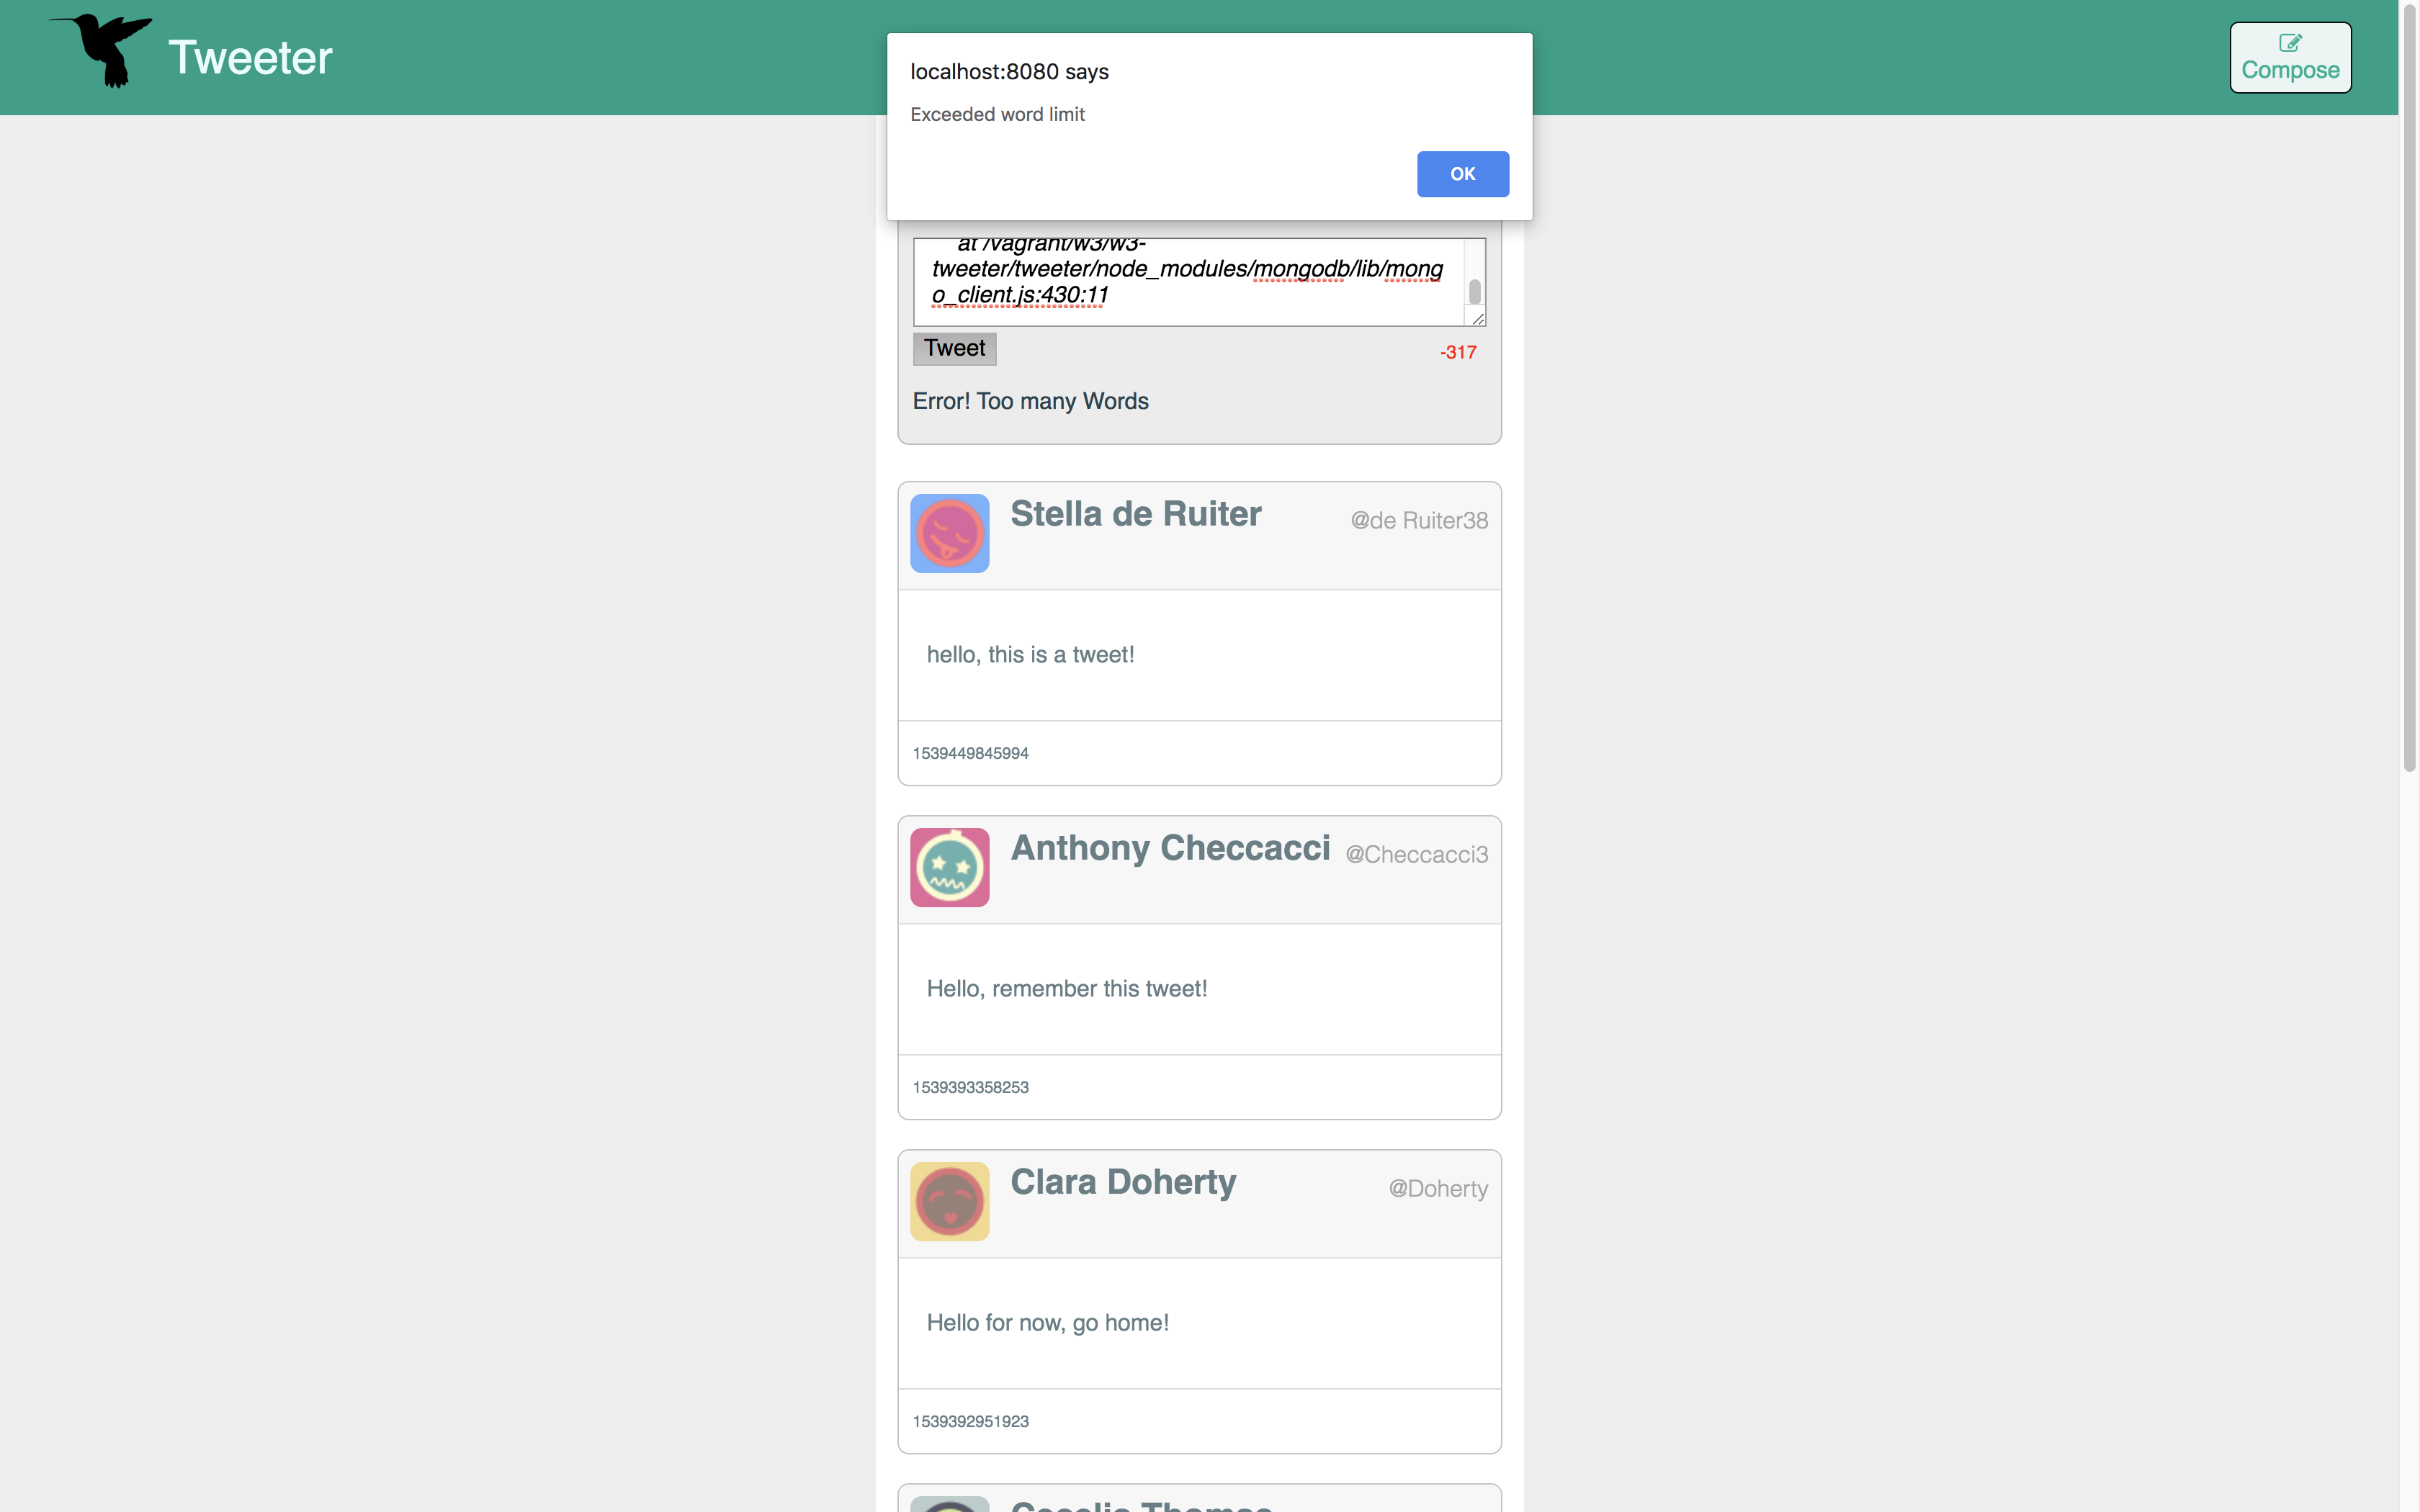 Tweeter
Compose
localhost:8080 says
Exceeded word limit
OK
at /vagrant/w3/w3-
tweeter/tweeter/node_modules/mongodb/lib/mong
o_client.js:430:11
Tweet
-317
Error! Too many Words
Stella de Ruiter
@de Ruiter38
hello, this is a tweet!
1539449845994
Anthony Checcacci
@Checcacci3
Hello, remember this tweet!
1539393358253
Clara Doherty
@Doherty
Hello for now, go home!
1539392951923